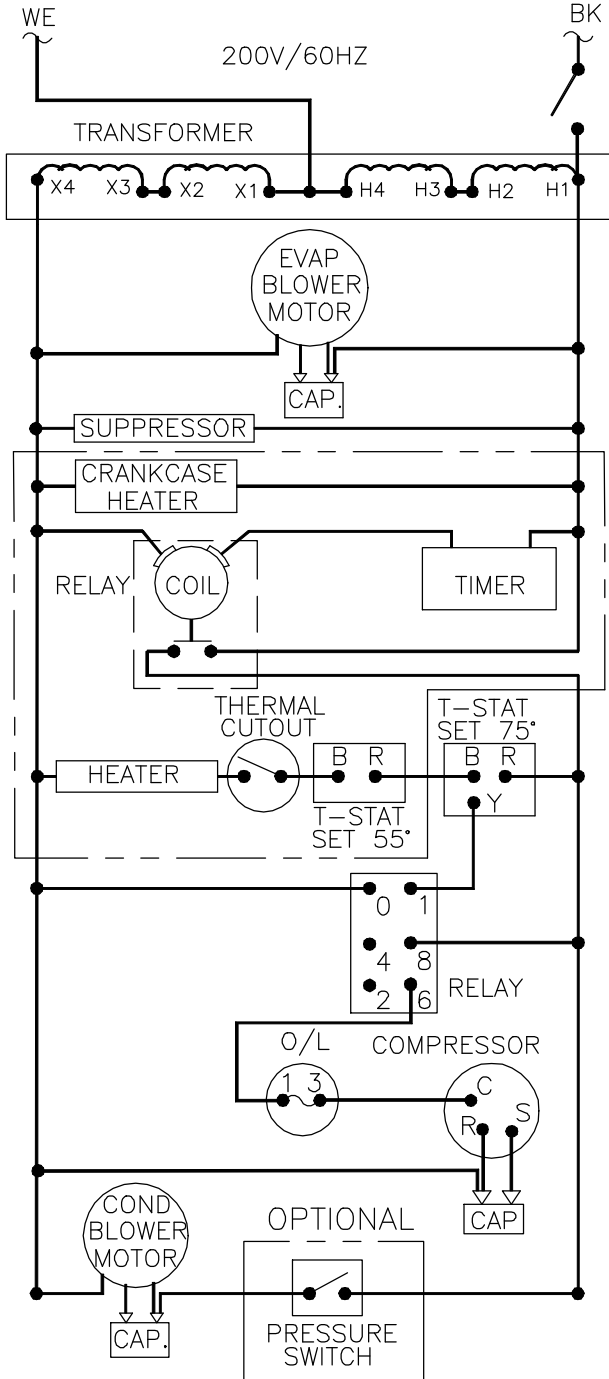 WE
BK
200V/60HZ
TRANSFORMER
X4 X3 X2 X1 H4 H3 H2 H1
EVAP
BLOWER
MOTOR
CAP.
SUPPRESSOR
CRANKCASE
HEATER
RELAY
COIL
TIMER
THERMAL
CUTOUT
T-STAT
SET 75°
HEATER
B R
B R
Y
T-STAT
SET 55°
0 1
4 8
2 6
RELAY
O/L
1 3
COMPRESSOR
C
R S
CAP
COND
BLOWER
MOTOR
CAP.
OPTIONAL
PRESSURE
SWITCH